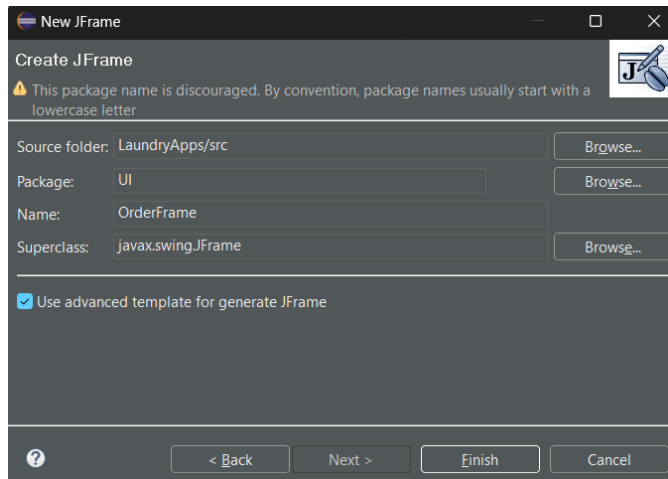 New JFrame
Create JFrame
This package name is discouraged. By convention, package names usually start with a
lowercase letter
Source folder: LaundryApps/src Browse...
Package: UI Browse...
Name: OrderFrame
Superclass: javax.swingJFrame Browse...
Use advanced template for generate JFrame
< Back Next > Finish Cancel